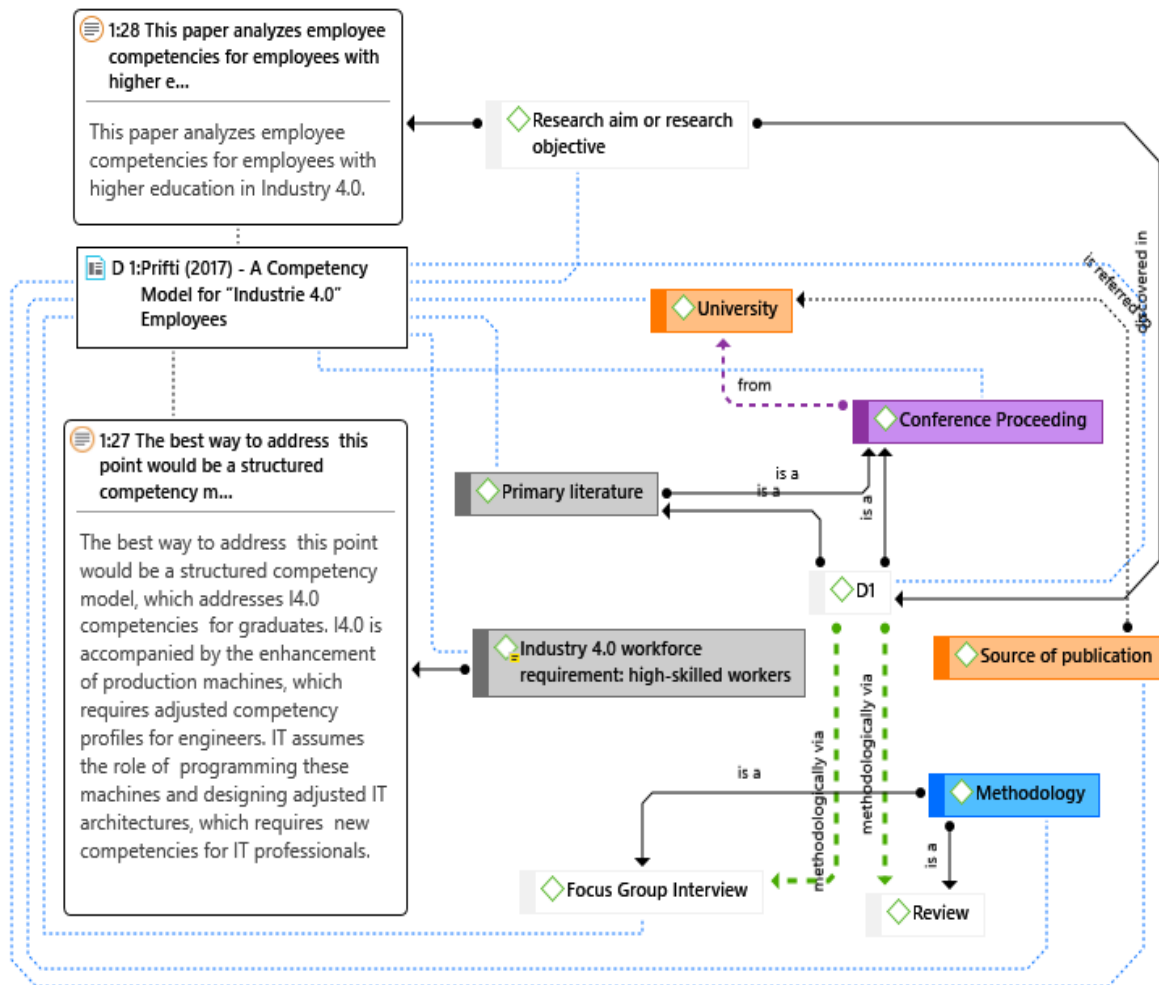 1:28 This paper analyzes employee
competencies for employees with
higher e...
This paper analyzes employee
competencies for employees with
higher education in Industry 4.0.
Research aim or research
objective
D 1:Prifti (2017) - A Competency
Model for “Industrie 4.0”
Employees
discovered in
University
from
Conference Proceeding
1:27 The best way to address  this
point would be a structured
competency m...
The best way to address  this point
would be a structured competency
model, which addresses I4.0
competencies  for graduates. I4.0 is
accompanied by the enhancement
of production machines, which
requires adjusted competency
profiles for engineers. IT assumes
the role of  programming these
machines and designing adjusted IT
architectures, which requires  new
competencies for IT professionals.
Primary literature
is a
is a
is a
D1
Industry 4.0 workforce
requirement: high-skilled workers
Source of publication
methodologically via
methodologically via
is a
Methodology
is a
Focus Group Interview
Review
is referred